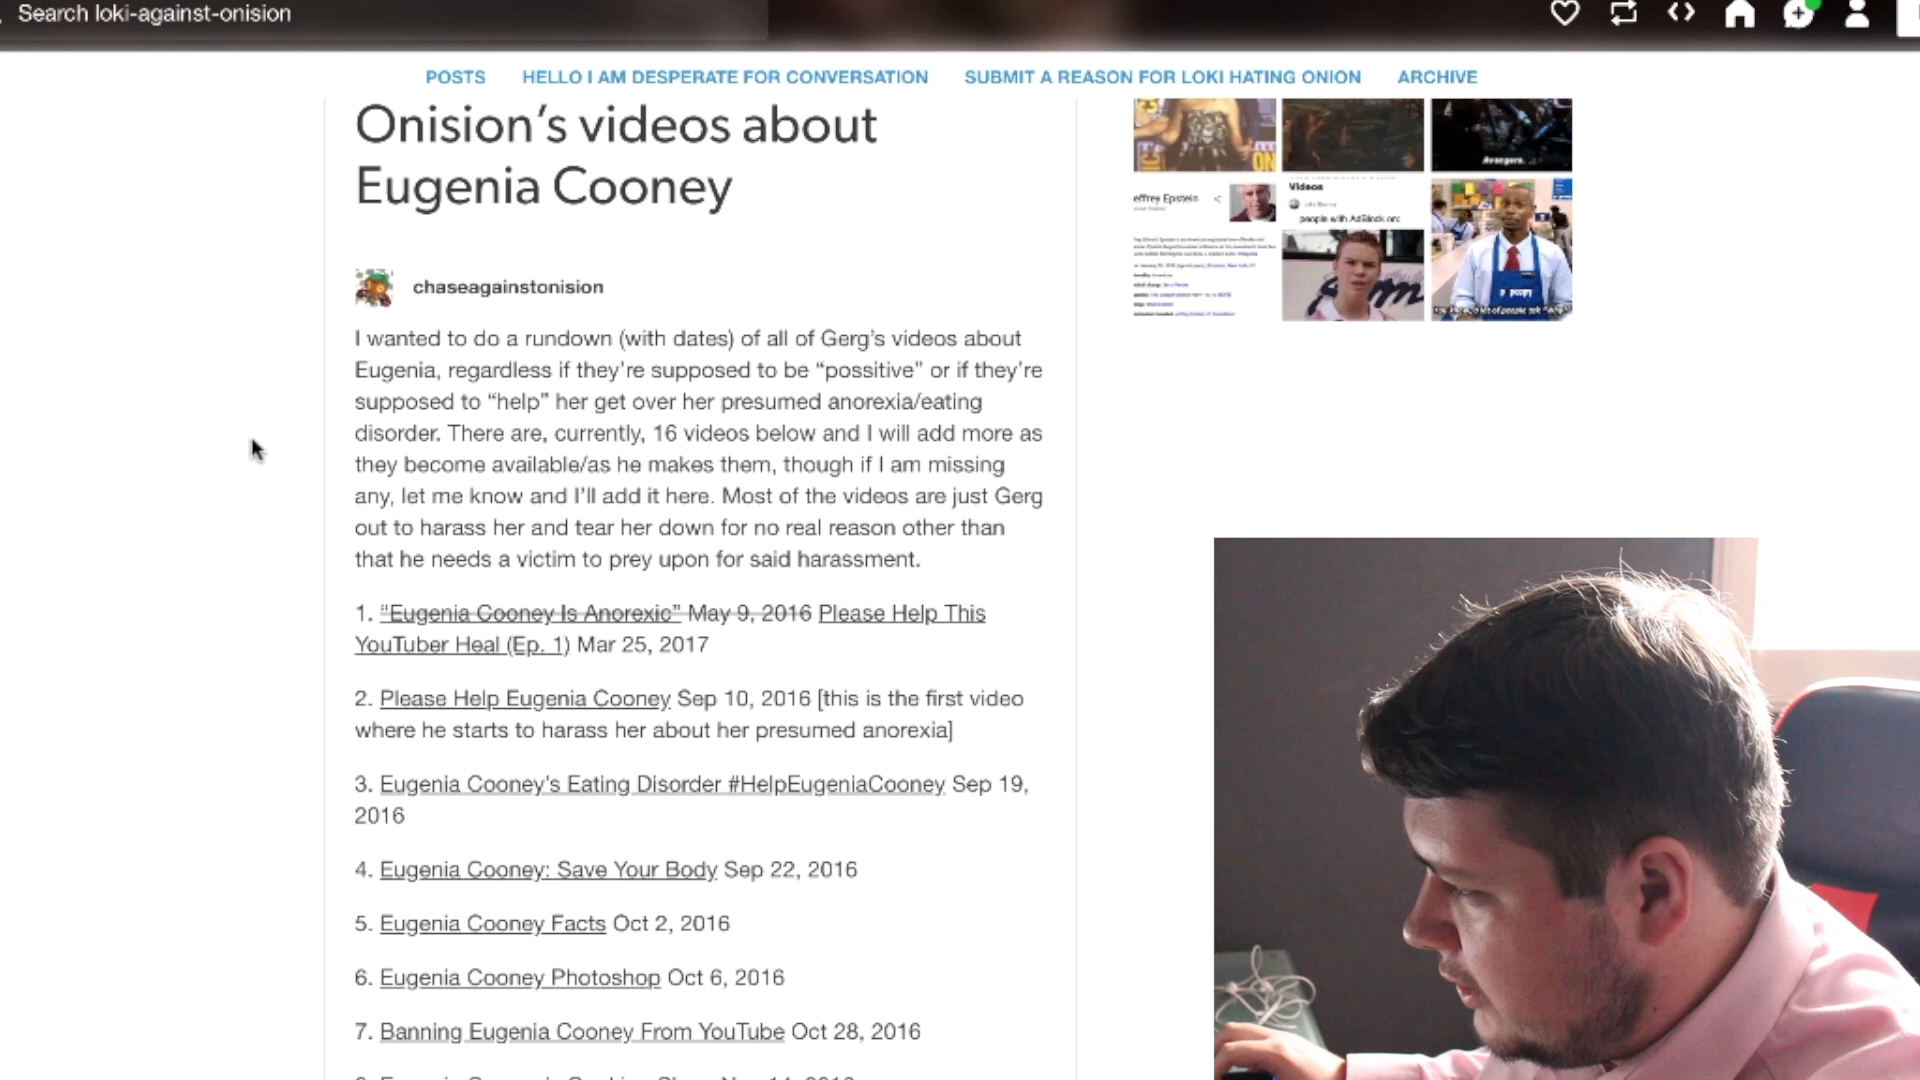 Search loki-against-onision
POSTS HELLO I AM DESPERATE FOR CONVERSATION SUBMIT A REASON FOR LOKI HATING ONION ARCHIVE
Onision’s videos about
Eugenia Cooney
chaseagainstonision
I wanted to do a rundown (with dates) of all of Gerg’s videos about
Eugenia, regardless if they’re supposed to be “possitive” or if they’re
supposed to “help” her get over her presumed anorexia/eating
disorder. There are, currently, 16 videos below and I will add more as
they become available/as he makes them, though if I am missing
any, let me know and I’ll add it here. Most of the videos are just Gerg
out to harass her and tear her down for no real reason other than
that he needs a victim to prey upon for said harassment.
1. “Eugenia Cooney Is Anorexic” May 9, 2016 Please Help This
YouTuber Heal (Ep. 1) Mar 25, 2017
2. Please Help Eugenia Cooney Sep 10, 2016 [this is the first video
where he starts to harass her about her presumed anorexia]
3. Eugenia Cooney's Eating Disorder #HelpEugeniaCooney Sep 19,
2016
4. Eugenia Cooney: Save Your Body Sep 22, 2016
5. Eugenia Cooney Facts Oct 2, 2016
6. Eugenia Cooney Photoshop Oct 6, 2016
7. Banning Eugenia Cooney From YouTube Oct 28, 2016
ON
Avengers.
effrey Epstein
Videos
people with AdBlock on: